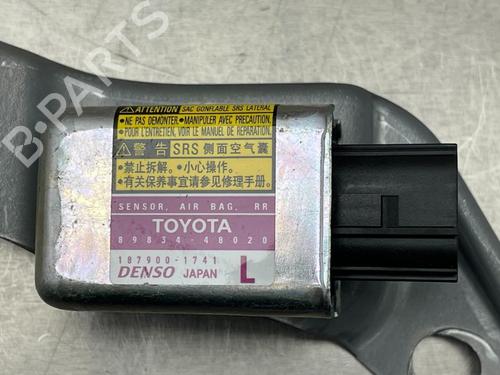 ATTENTION SAC GONFLABLE SRS LATERAL
•NE PAS DEMONTER. •MANIPULER AVEC PRECAUTION.
•POUR L'ENTRETIEN, VOIR LE MANUEL DE REPARATION.
警告 SRS 侧面空气囊
•禁止拆解。 •小心操作。
•有关保养事宜请参见修理手册.
SENSOR, AIR BAG, RR
TOYOTA
89834-48020
187900-1741
DENSO JAPAN L
B-PARTS